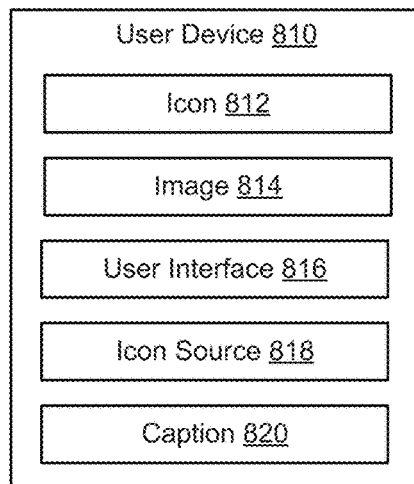 User Device 810
Icon 812
Image 814
User Interface 816
Icon Source 818
Caption 820